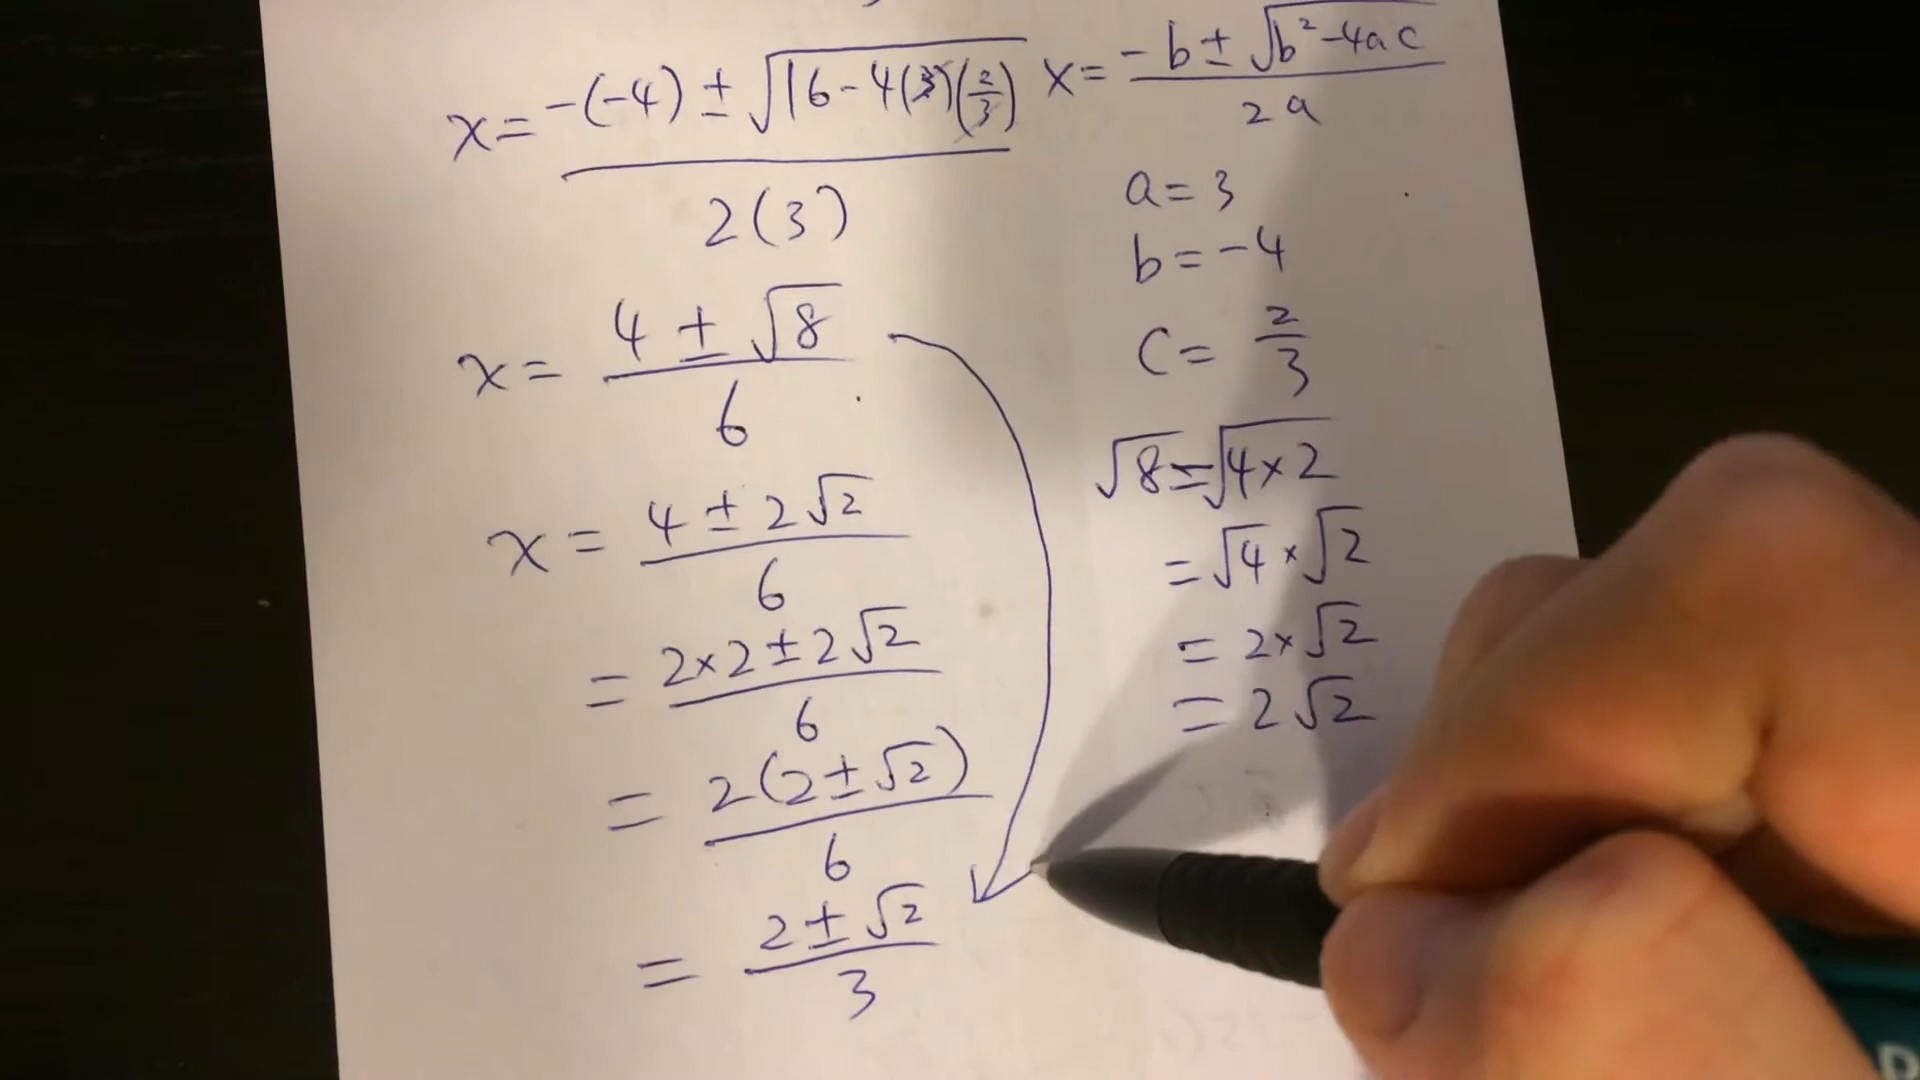 x = -(-4) ± √16 - 4(3)(2/3) / 2(3)
x = 4 ± √8 / 6
x = 4 ± 2√2 / 6
= 2×2 ± 2√2 / 6
= 2(2 ± √2) / 6
= 2 ± √2 / 3
x = -b ± √b² - 4ac / 2a
a = 3
b = -4
c = 2/3
√8 = √4×2
= √4 × √2
= 2×√2
= 2√2